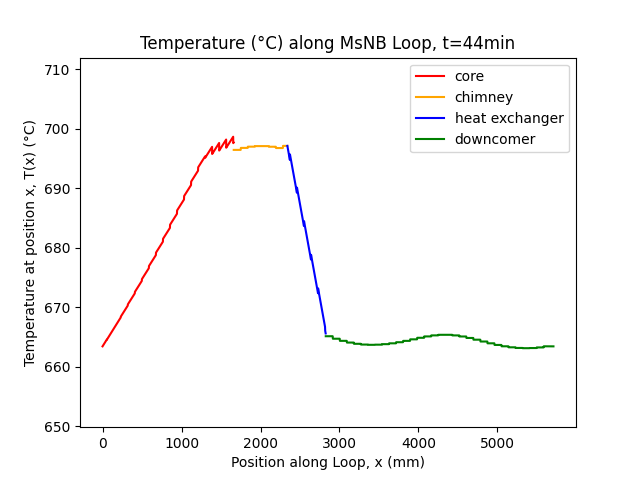 Temperature (°C) along MsNB Loop, t=44min
Temperature at position x, T(x) (°C)
710
700
690
680
670
660
650
core
chimney
heat exchanger
downcomer
0
1000
2000
3000
4000
5000
Position along Loop, x (mm)